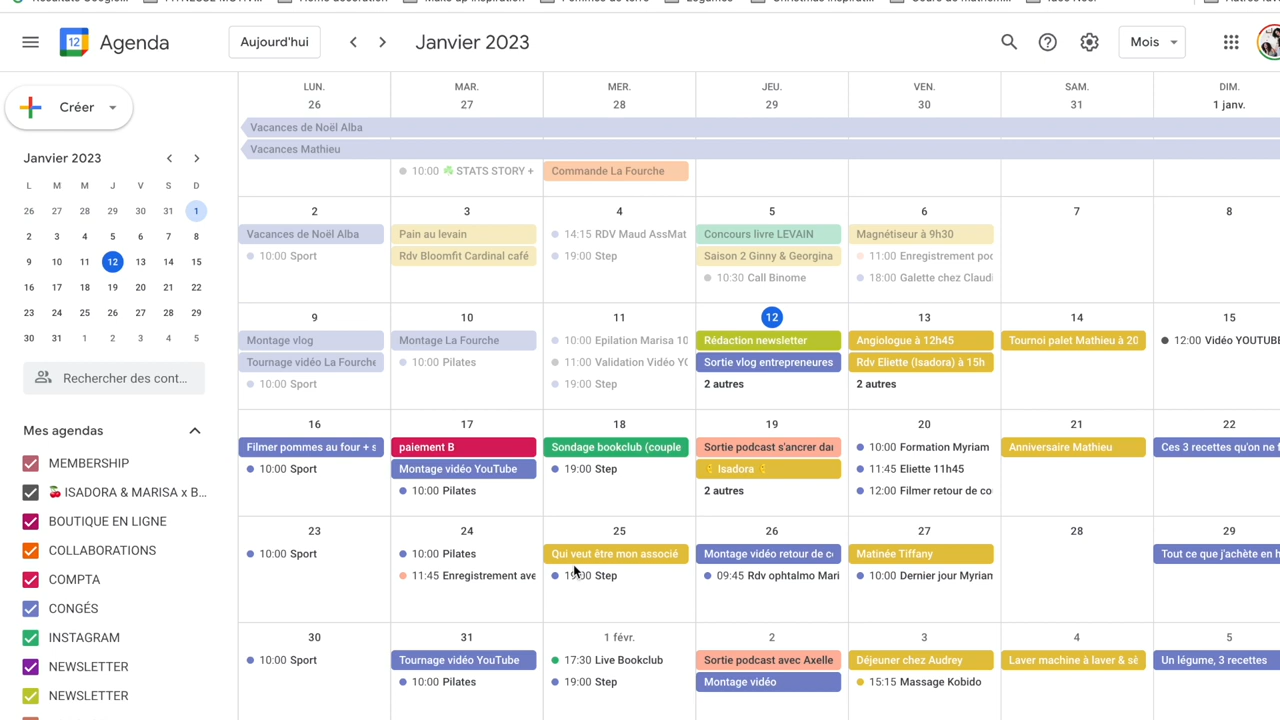 Agenda
Aujourd'hui
Janvier 2023
Mois
Créer
Janvier 2023
L M M J V S D
26 27 28 29 30 31 1
2 3 4 5 6 7 8
9 10 11 12 13 14 15
16 17 18 19 20 21 22
23 24 25 26 27 28 29
30 31 1 2 3 4 5
Rechercher des cont...
Mes agendas
MEMBERSHIP
ISADORA & MARISA x B...
BOUTIQUE EN LIGNE
COLLABORATIONS
COMPTA
CONGÉS
INSTAGRAM
NEWSLETTER
NEWSLETTER
LUN. MAR. MER. JEU. VEN. SAM. DIM.
26 27 28 29 30 31 1 janv.
Vacances de Noël Alba
Vacances Mathieu
10:00 STATS STORY + Commande La Fourche
2 3 4 5 6 7 8
Vacances de Noël Alba Pain au levain 14:15 RDV Maud AssMat Concours livre LEVAIN Magnétiseur à 9h30
10:00 Sport Rdv Bloomfit Cardinal café 19:00 Step Saison 2 Ginny & Georgina 11:00 Enregistrement poc
10:30 Call Binome 18:00 Galette chez Claudi
9 10 11 12 13 14 15
Montage vlog Montage La Fourche 10:00 Epilation Marisa 10 Rédaction newsletter Angiologue à 12h45 Tournoi palet Mathieu à 20 12:00 Vidéo YOUTUBE
Tournage vidéo La Fourche 10:00 Pilates 11:00 Validation Vidéo YO Sortie vlog entrepreneures Rdv Eliette (Isadora) à 15h
10:00 Sport 19:00 Step 2 autres 2 autres
16 17 18 19 20 21 22
Filmer pommes au four + s paiement B Sondage bookclub (couple Sortie podcast s'ancrer dan 10:00 Formation Myriam Anniversaire Mathieu Ces 3 recettes qu'on ne f
10:00 Sport Montage vidéo YouTube 19:00 Step Isadora 11:45 Eliette 11h45
10:00 Pilates 2 autres 12:00 Filmer retour de co
23 24 25 26 27 28 29
10:00 Sport 10:00 Pilates Qui veut être mon associé Montage vidéo retour de co Matinée Tiffany Tout ce que j'achète en h
11:45 Enregistrement ave 19:00 Step 09:45 Rdv ophtalmo Mari 10:00 Dernier jour Myriam
30 31 1 févr. 2 3 4 5
10:00 Sport Tournage vidéo YouTube 17:30 Live Bookclub Sortie podcast avec Axelle Déjeuner chez Audrey Laver machine à laver & sè Un légume, 3 recettes
10:00 Pilates 19:00 Step Montage vidéo 15:15 Massage Kobido